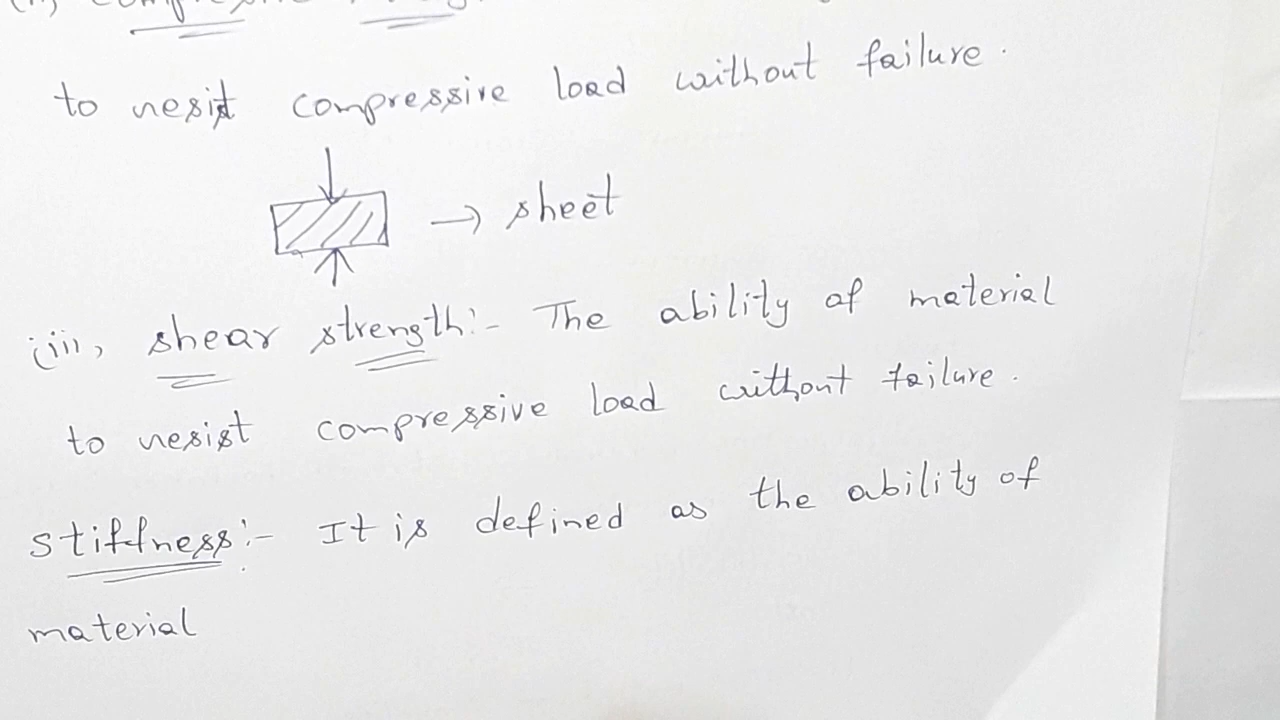 to resist compressive load without failure.
→ sheet
(iii, shear strength:- The ability of material
to resist compressive load without failure.
stiffness:- It is defined as the ability of
material